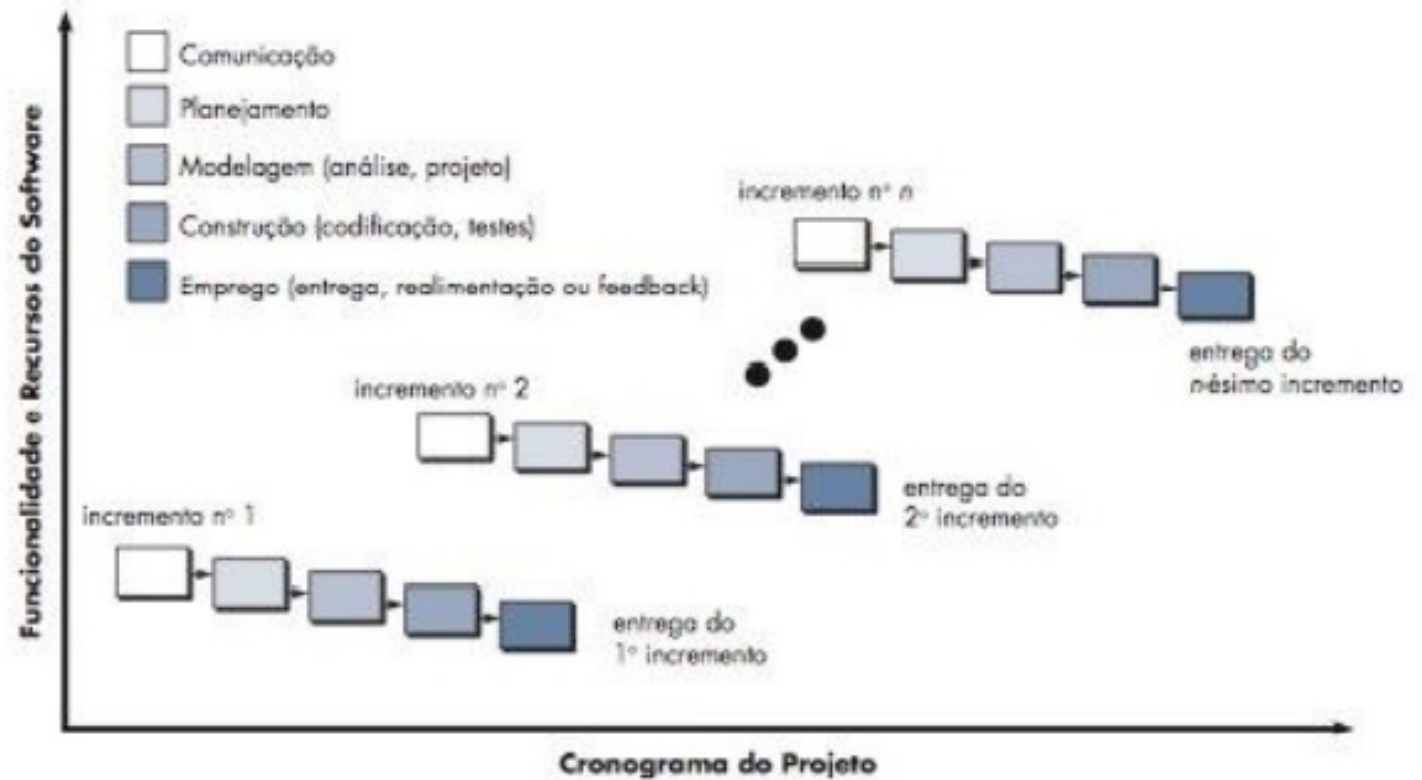 Funcionalidade e Recursos do Software
Comunicação
Planejamento
Modelagem (análise, projeto)
Construção (codificação, testes)
Emprego (entrega, realimentação ou feedback)
incremento nº n
entrega do
n-ésimo incremento
incremento nº 2
entrega do
2º incremento
incremento nº 1
entrega do
1º incremento
Cronograma do Projeto